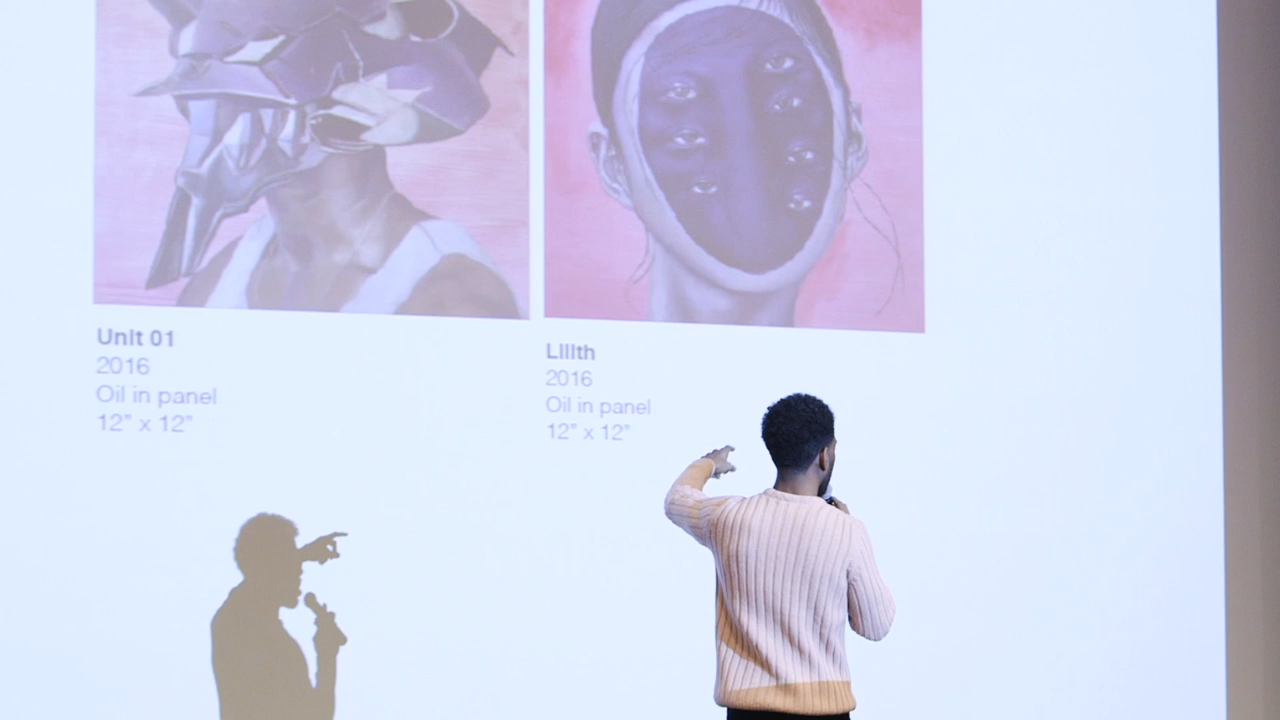 Unit 01
2016
Oil in panel
12” x 12”
Lilith
2016
Oil in panel
12” x 12”